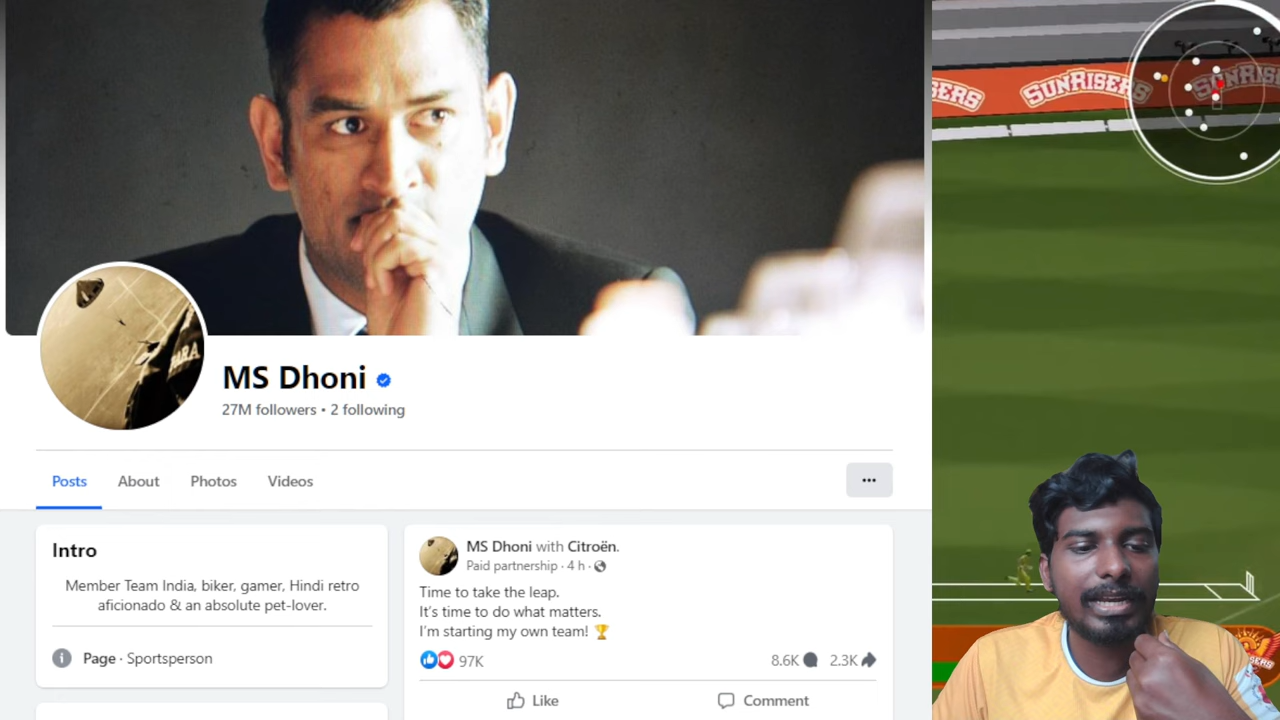 MS Dhoni
27M followers • 2 following
Posts
About
Photos
Videos
Intro
Member Team India, biker, gamer, Hindi retro
aficionado & an absolute pet-lover.
Page · Sportsperson
MS Dhoni with Citroën.
Paid partnership · 4 h ·
Time to take the leap.
It's time to do what matters.
I'm starting my own team! 🏆
97K
8.6K
2.3K
Like
Comment
SERS
SUNRISERS
SUNRISERS